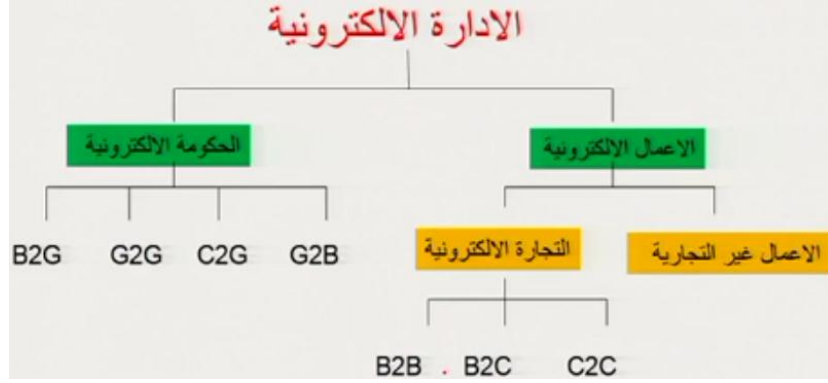 الادارة الالكترونية
الاعمال الالكترونية
الحكومة الالكترونية
الاعمال غير التجارية
التجارة الالكترونية
B2G G2G C2G G2B
B2B . B2C C2C